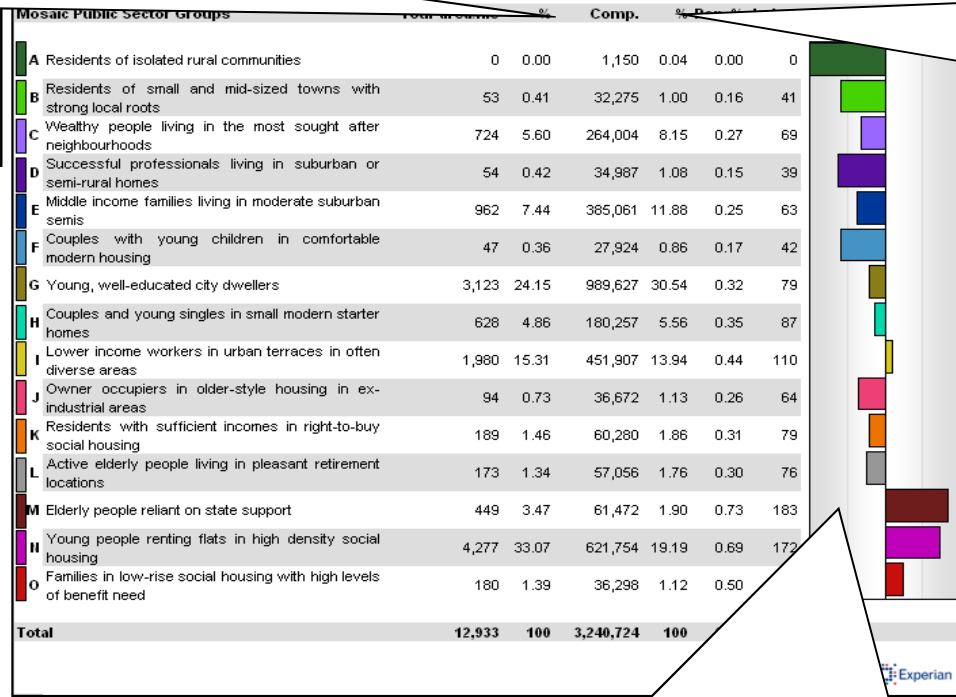 Mosaic Public Sector Groups % Comp. %
A Residents of isolated rural communities 0 0.00 1,150 0.04 0.00 0
B Residents of small and mid-sized towns with
strong local roots 53 0.41 32,275 1.00 0.16 41
C Wealthy people living in the most sought after
neighbourhoods 724 5.60 264,004 8.15 0.27 69
D Successful professionals living in suburban or
semi-rural homes 54 0.42 34,987 1.08 0.15 39
E Middle income families living in moderate suburban
semis 962 7.44 385,061 11.88 0.25 63
F Couples with young children in comfortable
modern housing 47 0.36 27,924 0.86 0.17 42
G Young, well-educated city dwellers 3,123 24.15 989,627 30.54 0.32 79
H Couples and young singles in small modern starter
homes 628 4.86 180,257 5.56 0.35 87
I Lower income workers in urban terraces in often
diverse areas 1,980 15.31 451,907 13.94 0.44 110
J Owner occupiers in older-style housing in ex-
industrial areas 94 0.73 36,672 1.13 0.26 64
K Residents with sufficient incomes in right-to-buy
social housing 189 1.46 60,280 1.86 0.31 79
L Active elderly people living in pleasant retirement
locations 173 1.34 57,056 1.76 0.30 76
M Elderly people reliant on state support 449 3.47 61,472 1.90 0.73 183
N Young people renting flats in high density social
housing 4,277 33.07 621,754 19.19 0.69 172
O Families in low-rise social housing with high levels
of benefit need 180 1.39 36,298 1.12 0.50
Total 12,933 100 3,240,724 100
Experian